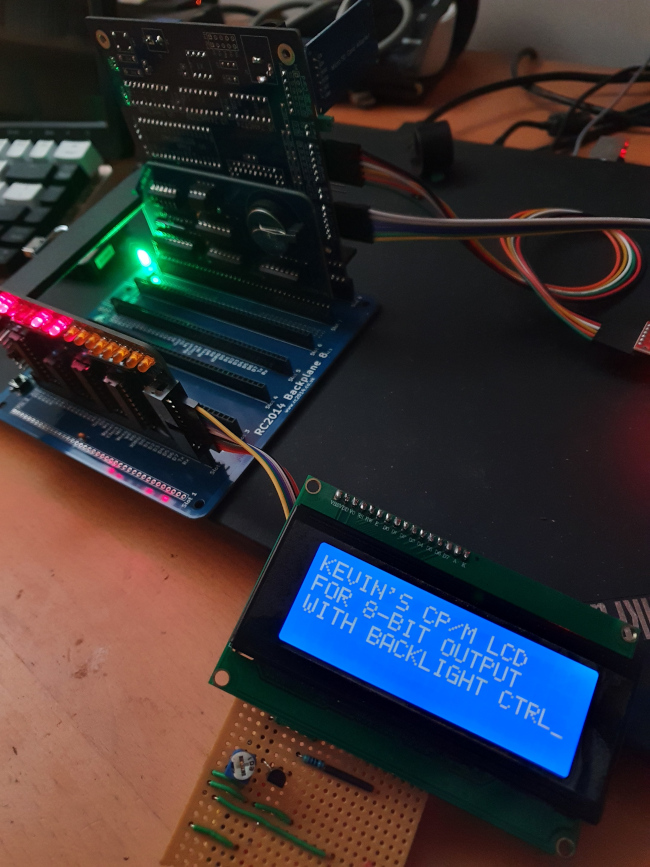 RC2014 Backplane 8
KEVIN'S CP/M LCD
FOR 8-BIT OUTPUT
WITH BACKLIGHT CTRL_